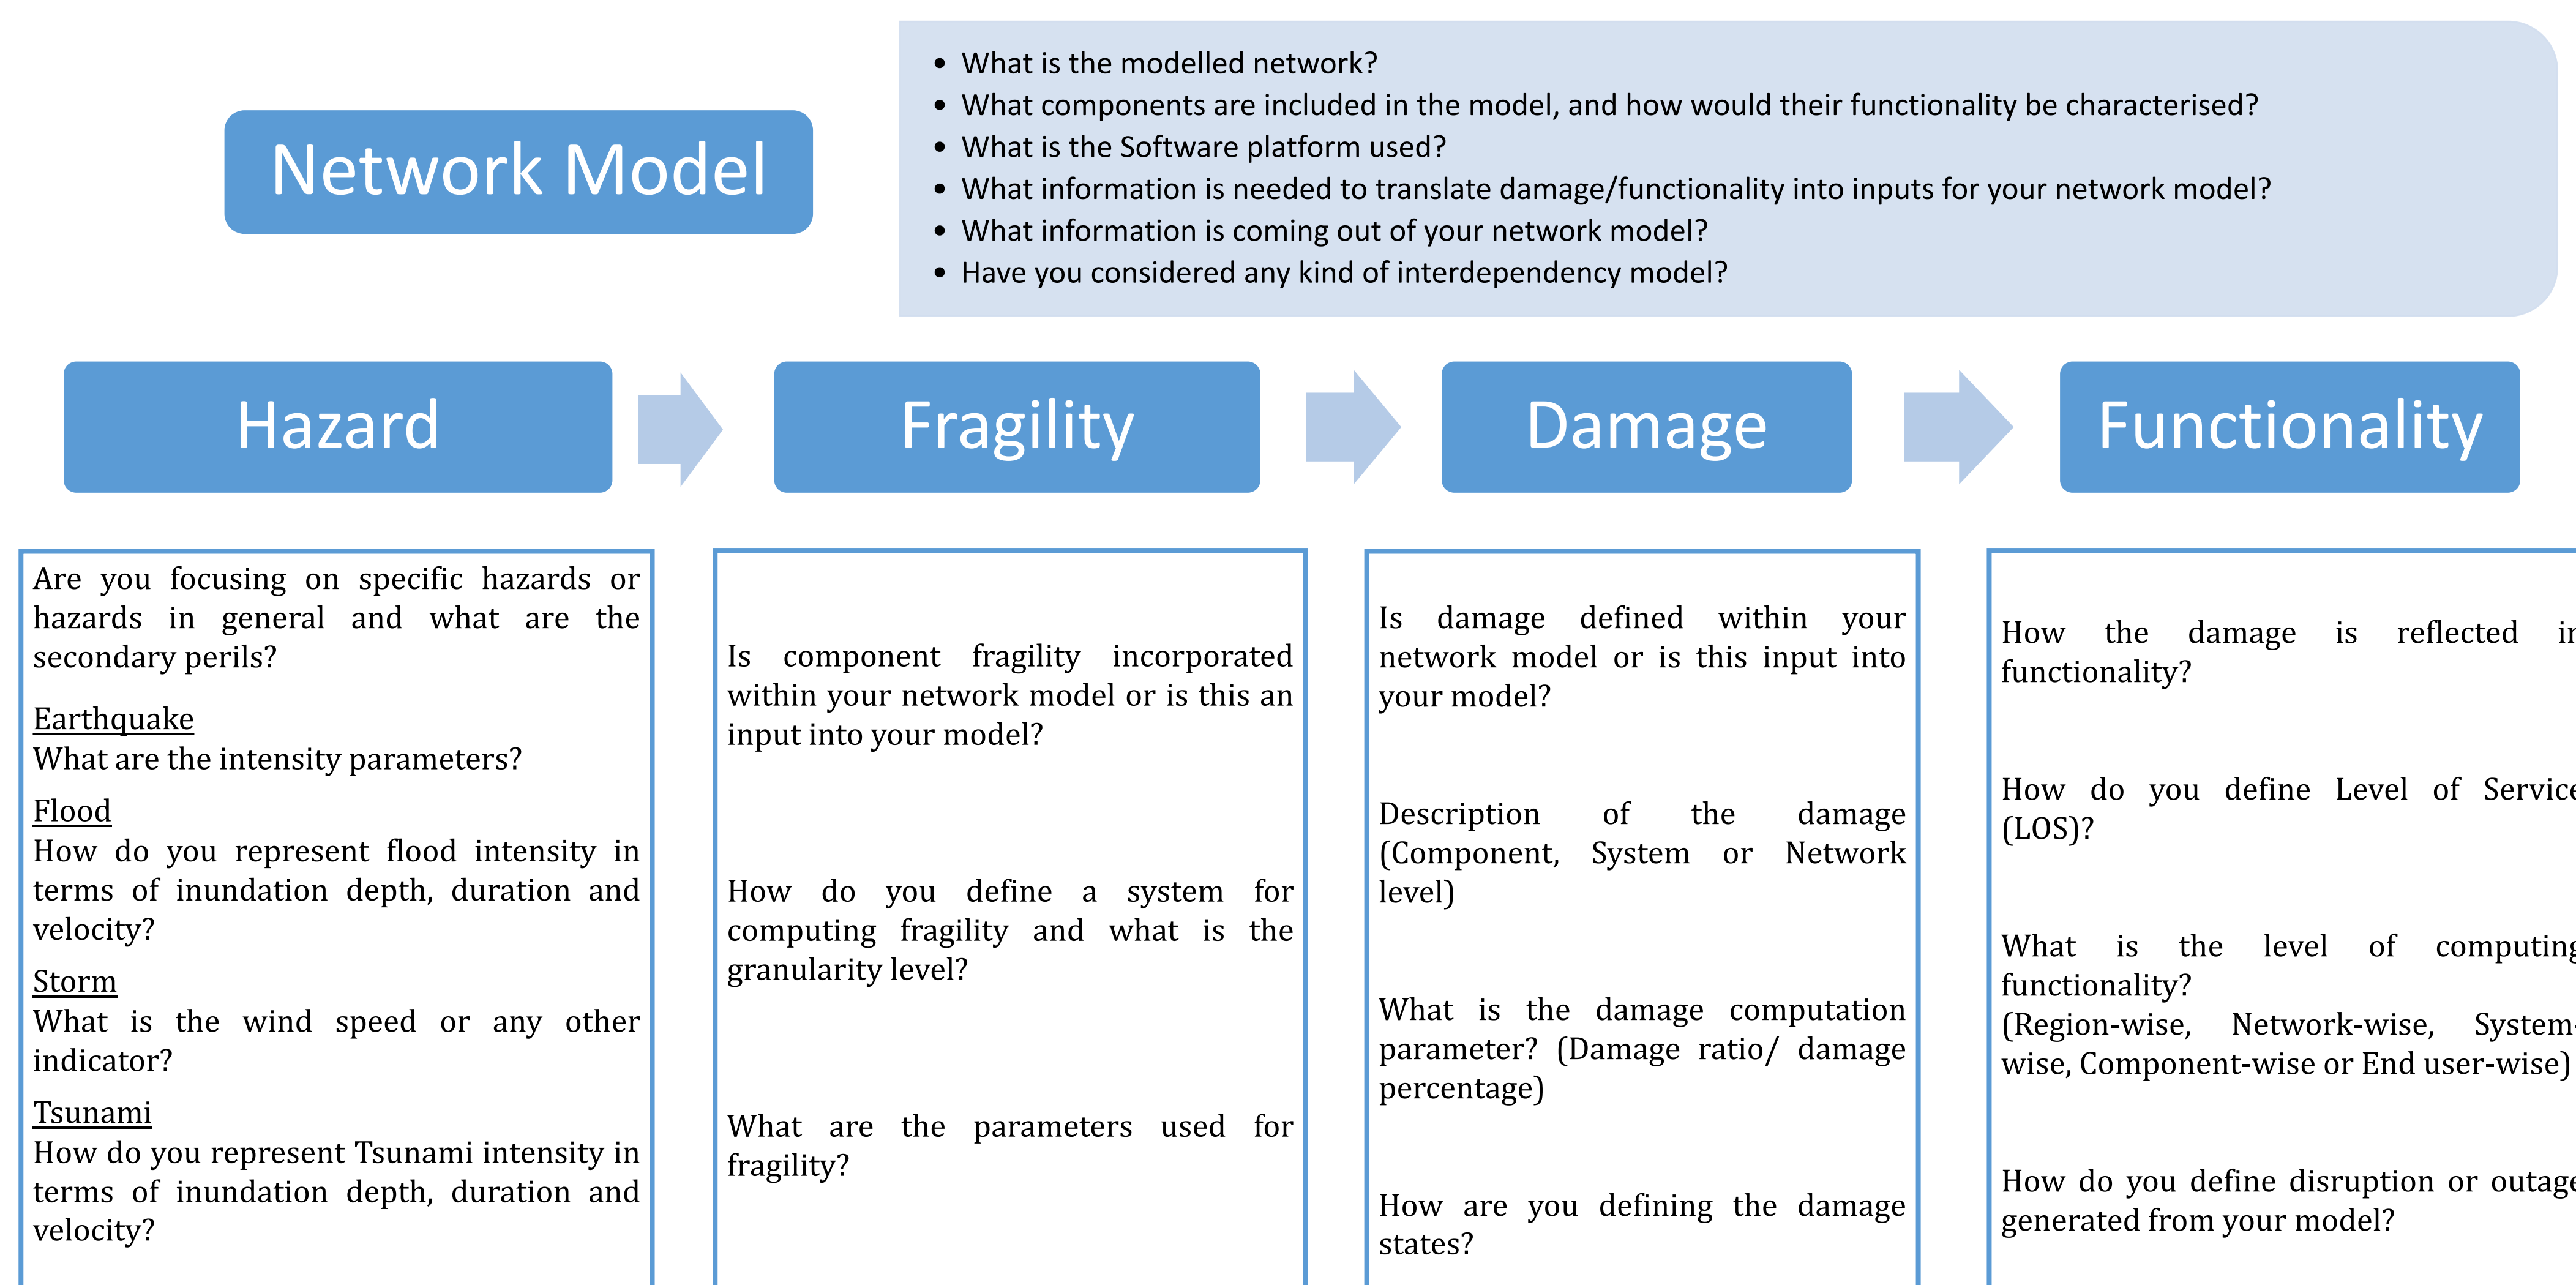 Network Model
• What is the modelled network?
• What components are included in the model, and how would their functionality be characterised?
• What is the Software platform used?
• What information is needed to translate damage/functionality into inputs for your network model?
• What information is coming out of your network model?
• Have you considered any kind of interdependency model?
Hazard
Fragility
Damage
Functionality
Are you focusing on specific hazards or
hazards in general and what are the
secondary perils?
Earthquake
What are the intensity parameters?
Flood
How do you represent flood intensity in
terms of inundation depth, duration and
velocity?
Storm
What is the wind speed or any other
indicator?
Tsunami
How do you represent Tsunami intensity in
terms of inundation depth, duration and
velocity?
Is component fragility incorporated
within your network model or is this an
input into your model?
How do you define a system for
computing fragility and what is the
granularity level?
What are the parameters used for
fragility?
Is damage defined within your
network model or is this input into
your model?
Description of the damage
(Component, System or Network
level)
What is the damage computation
parameter? (Damage ratio/ damage
percentage)
How are you defining the damage
states?
How the damage is reflected in
functionality?
How do you define Level of Service
(LOS)?
What is the level of computing
functionality?
(Region-wise, Network-wise, System-
wise, Component-wise or End user-wise)
How do you define disruption or outage
generated from your model?